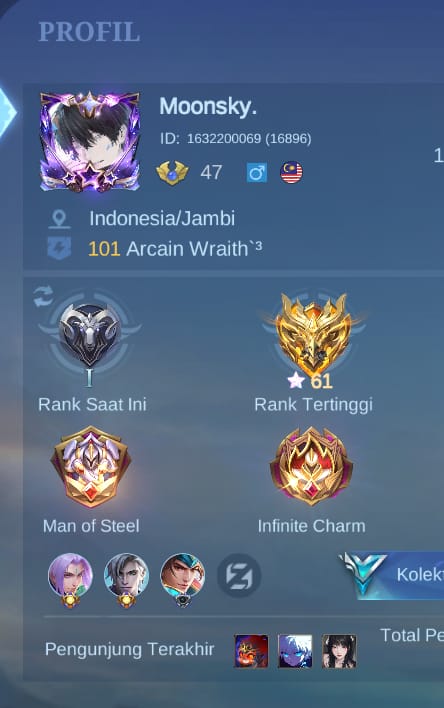 PROFIL
Moonsky.
ID: 1632200069 (16896)
47
1
Indonesia/Jambi
101 Arcain Wraith`³
I
61
Rank Saat Ini
Rank Tertinggi
Man of Steel
Infinite Charm
Kolekt
Total Pe
Pengunjung Terakhir